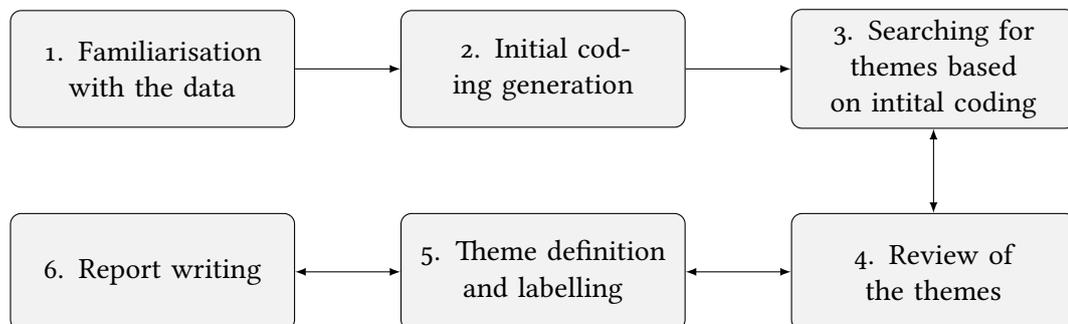 1. Familiarisation
with the data
2. Initial cod-
ing generation
3. Searching for
themes based
on intital coding
6. Report writing
5. Theme definition
and labelling
4. Review of
the themes